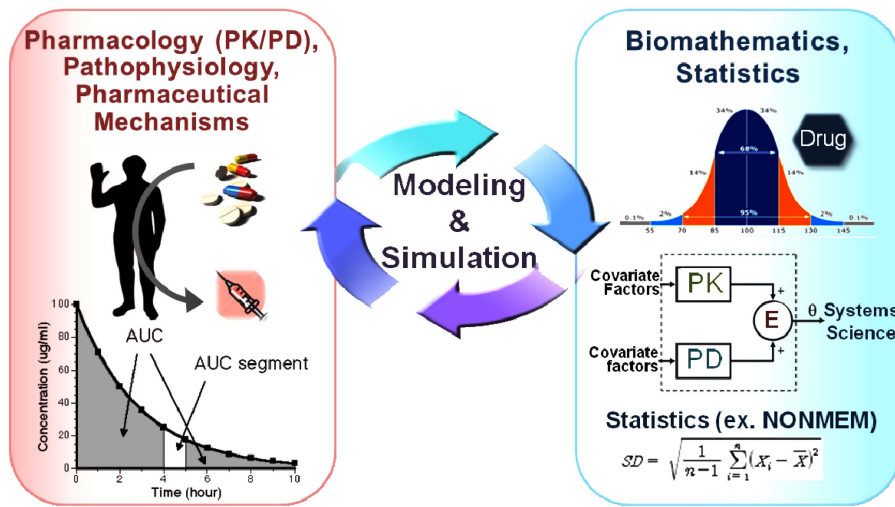 Pharmacology (PK/PD),
Pathophysiology,
Pharmaceutical
Mechanisms
100
80
60
40
20
0
Concentration (ug/ml)
AUC
AUC segment
0 2 4 6 8 10
Time (hour)
Modeling
&
Simulation
Biomathematics,
Statistics
34% 34%
Drug
68%
14% 14%
2% 95% 2%
0.1% 0.1%
55 70 85 100 115 130 145
Covariate
Factors
PK
+
E
θ Systems
Science
Covariate
factors
PD
+
Statistics (ex. NONMEM)
SD = √(1/(n−1) ∑_{i=1}^{n} (X_i − X̅)²)